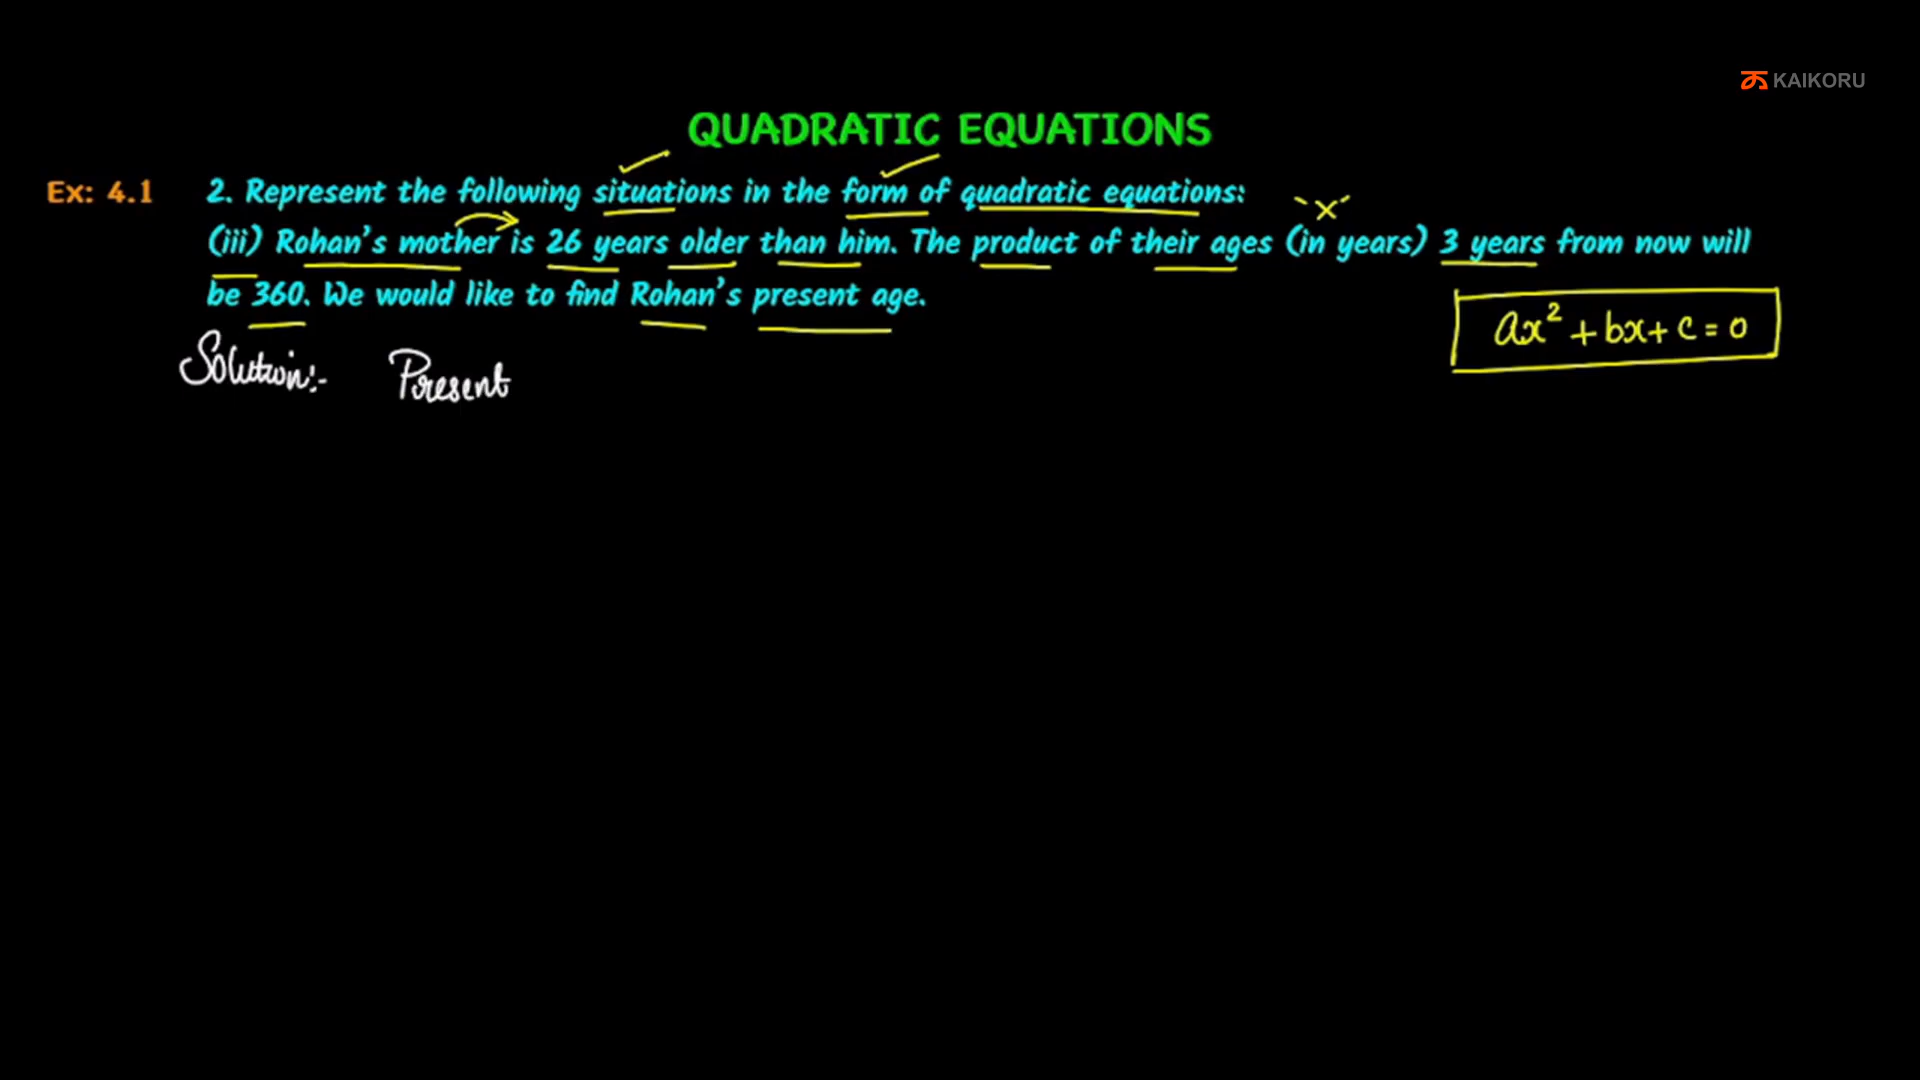 KAIKORU
QUADRATIC EQUATIONS
Ex: 4.1 2. Represent the following situations in the form of quadratic equations:
"x"
(iii) Rohan's mother is 26 years older than him. The product of their ages (in years) 3 years from now will
be 360. We would like to find Rohan's present age.
ax² + bx + c = 0
Solution:- Present